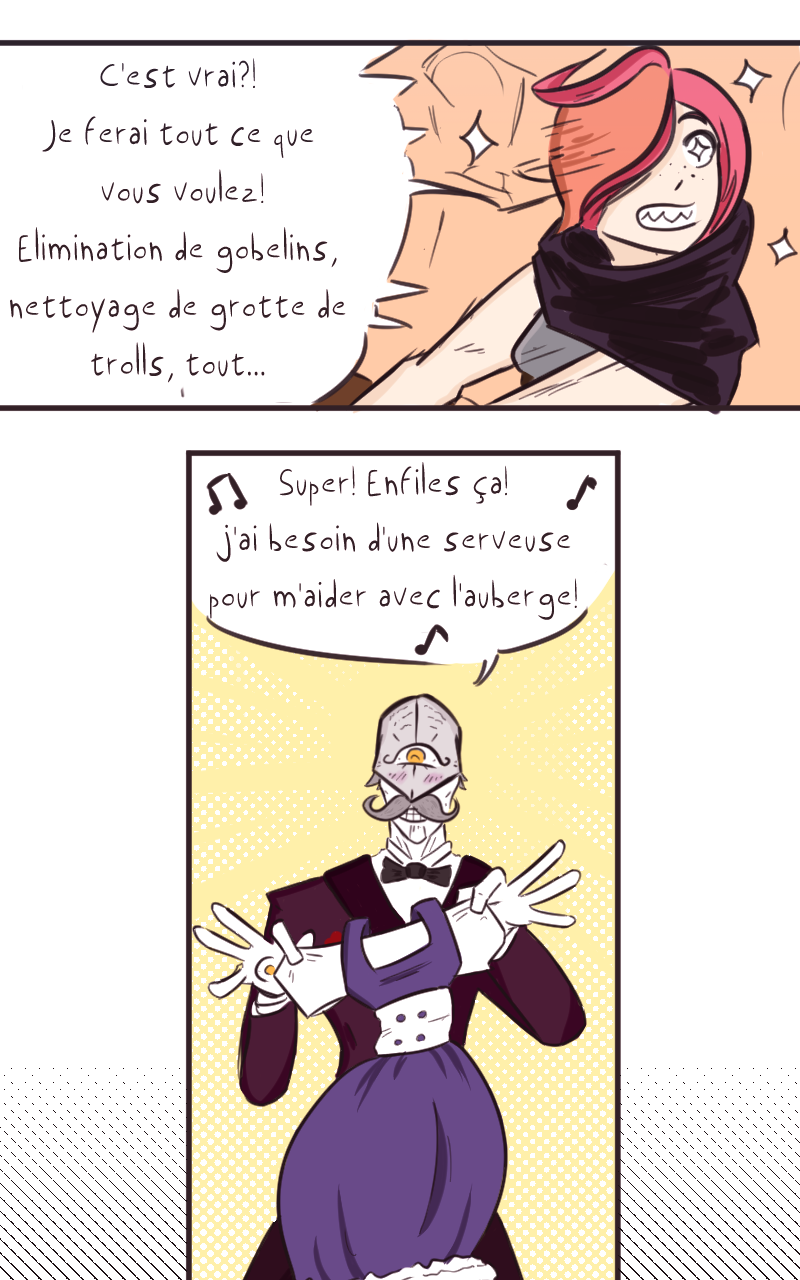 C'est vrai?!
Je ferai tout ce que
vous voulez!
Elimination de gobelins,
nettoyage de grotte de
trolls, tout...
Super! Enfiles ça!
j'ai besoin d'une serveuse
pour m'aider avec l'auberge!